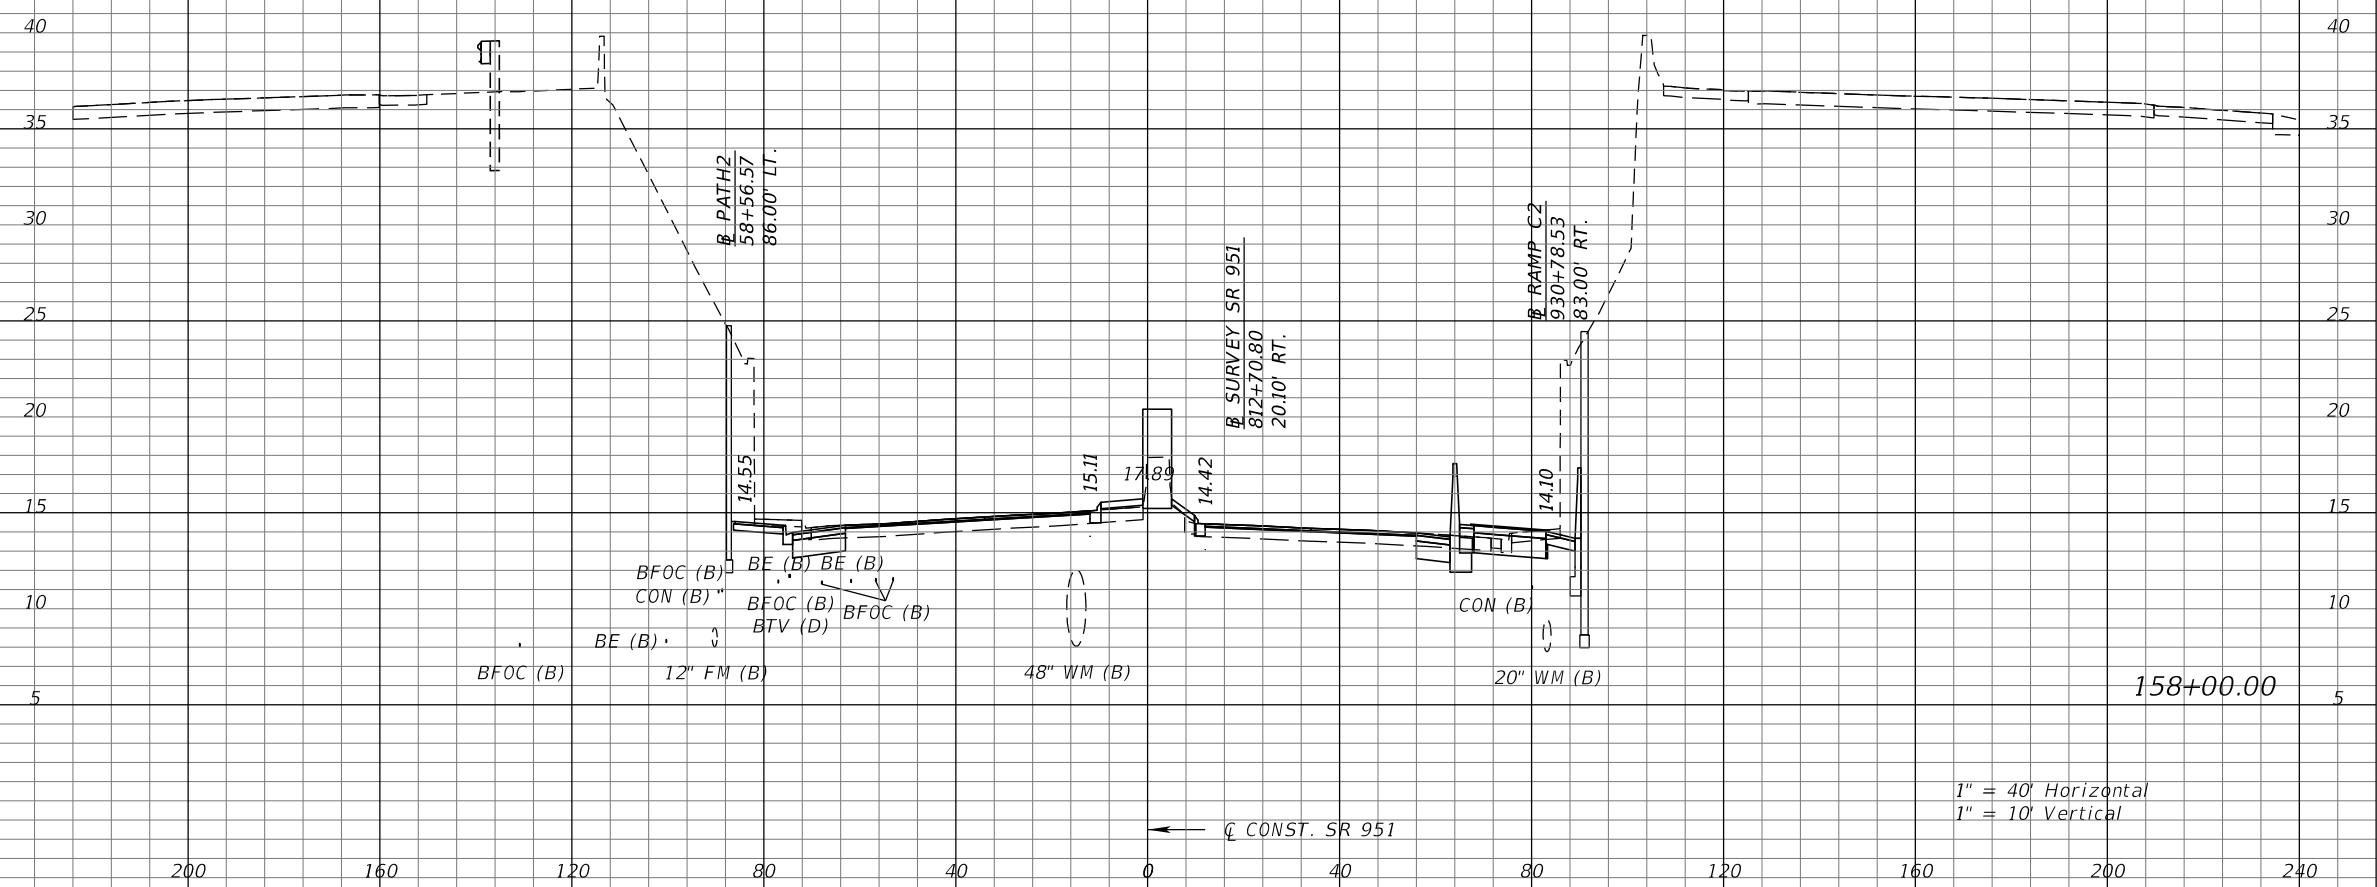 40
40
35
35
30
30
25
25
20
20
15
15
10
10
5
5
℄ PATH2
58+56.57
86.00' LT.
℄ SURVEY SR 951
812+70.80
20.10' RT.
℄ RAMP C2
930+78.53
83.00' RT.
14.55
15.11
17.89
14.42
14.10
BFOC (B)
BE (B)
BE (B)
CON (B)
BFOC (B)
BFOC (B)
BTV (D)
CON (B)
BE (B)
BFOC (B)
12" FM (B)
48" WM (B)
20" WM (B)
158+00.00
1" = 40' Horizontal
1" = 10' Vertical
℄ CONST. SR 951
200
160
120
80
40
0
40
80
120
160
200
240